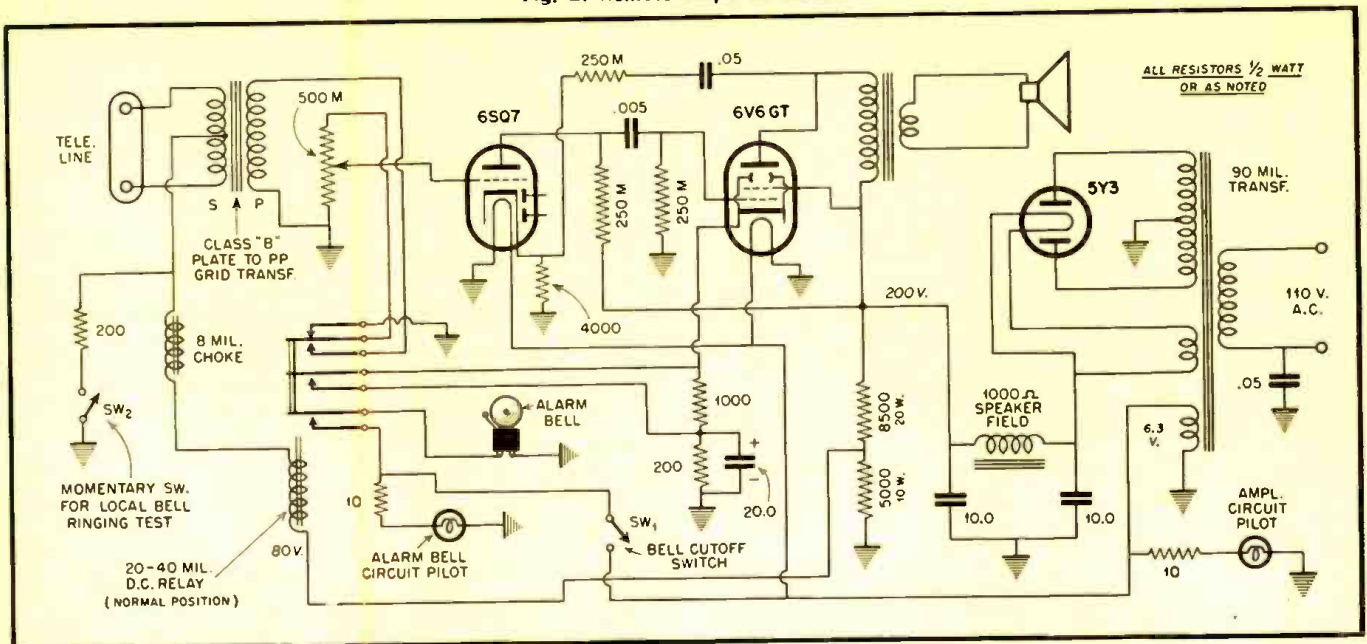 TELE.
LINE
S
P
CLASS "B"
PLATE TO PP
GRID TRANSF.
500 M
200
8 MIL.
CHOKE
SW2
MOMENTARY SW.
FOR LOCAL BELL
RINGING TEST
20-40 MIL.
D.C. RELAY
(NORMAL POSITION)
80 V.
10
ALARM BELL
CIRCUIT PILOT
ALARM
BELL
SW1
BELL CUTOFF
SWITCH
6SQ7
4000
250 M
.05
.005
250 M
250 M
6V6 GT
1000
200
+
–
20.0
200 V.
8500
20 W.
5000
10 W.
1000 Ω
SPEAKER
FIELD
10.0
10.0
ALL RESISTORS 1/2 WATT
OR AS NOTED
5Y3
90 MIL.
TRANSF.
110 V.
A.C.
.05
6.3
V.
AMPL.
CIRCUIT
PILOT
10